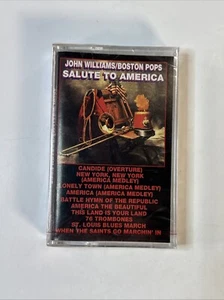 JOHN WILLIAMS/BOSTON POPS
SALUTE TO AMERICA
CANDIDE (OVERTURE)
NEW YORK, NEW YORK
(AMERICA MEDLEY)
LONELY TOWN (AMERICA MEDLEY)
AMERICA (AMERICA MEDLEY)
BATTLE HYMN OF THE REPUBLIC
AMERICA THE BEAUTIFUL
THIS LAND IS YOUR LAND
76 TROMBONES
ST. LOUIS BLUES MARCH
WHEN THE SAINTS GO MARCHIN' IN